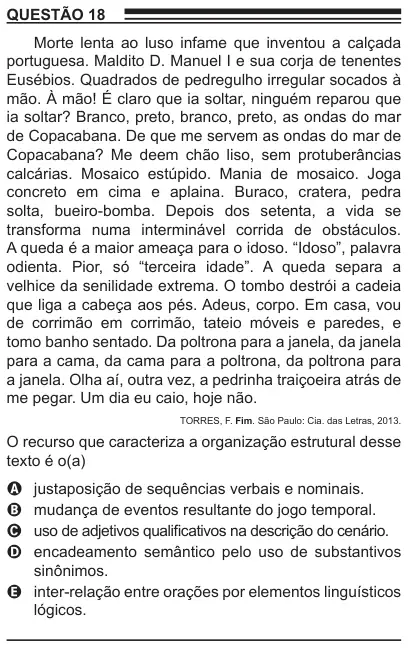 QUESTÃO 18
Morte lenta ao luso infame que inventou a calçada
portuguesa. Maldito D. Manuel I e sua corja de tenentes
Eusébios. Quadrados de pedregulho irregular socados à
mão. À mão! É claro que ia soltar, ninguém reparou que
ia soltar? Branco, preto, branco, preto, as ondas do mar
de Copacabana. De que me servem as ondas do mar de
Copacabana? Me deem chão liso, sem protuberâncias
calcárias. Mosaico estúpido. Mania de mosaico. Joga
concreto em cima e aplaina. Buraco, cratera, pedra
solta, bueiro-bomba. Depois dos setenta, a vida se
transforma numa interminável corrida de obstáculos.
A queda é a maior ameaça para o idoso. “Idoso”, palavra
odienta. Pior, só “terceira idade”. A queda separa a
velhice da senilidade extrema. O tombo destrói a cadeia
que liga a cabeça aos pés. Adeus, corpo. Em casa, vou
de corrimão em corrimão, tateio móveis e paredes, e
tomo banho sentado. Da poltrona para a janela, da janela
para a cama, da cama para a poltrona, da poltrona para
a janela. Olha aí, outra vez, a pedrinha traiçoeira atrás de
me pegar. Um dia eu caio, hoje não.
TORRES, F. Fim. São Paulo: Cia. das Letras, 2013.
O recurso que caracteriza a organização estrutural desse
texto é o(a)
A justaposição de sequências verbais e nominais.
B mudança de eventos resultante do jogo temporal.
C uso de adjetivos qualificativos na descrição do cenário.
D encadeamento semântico pelo uso de substantivos
sinônimos.
E inter-relação entre orações por elementos linguísticos
lógicos.